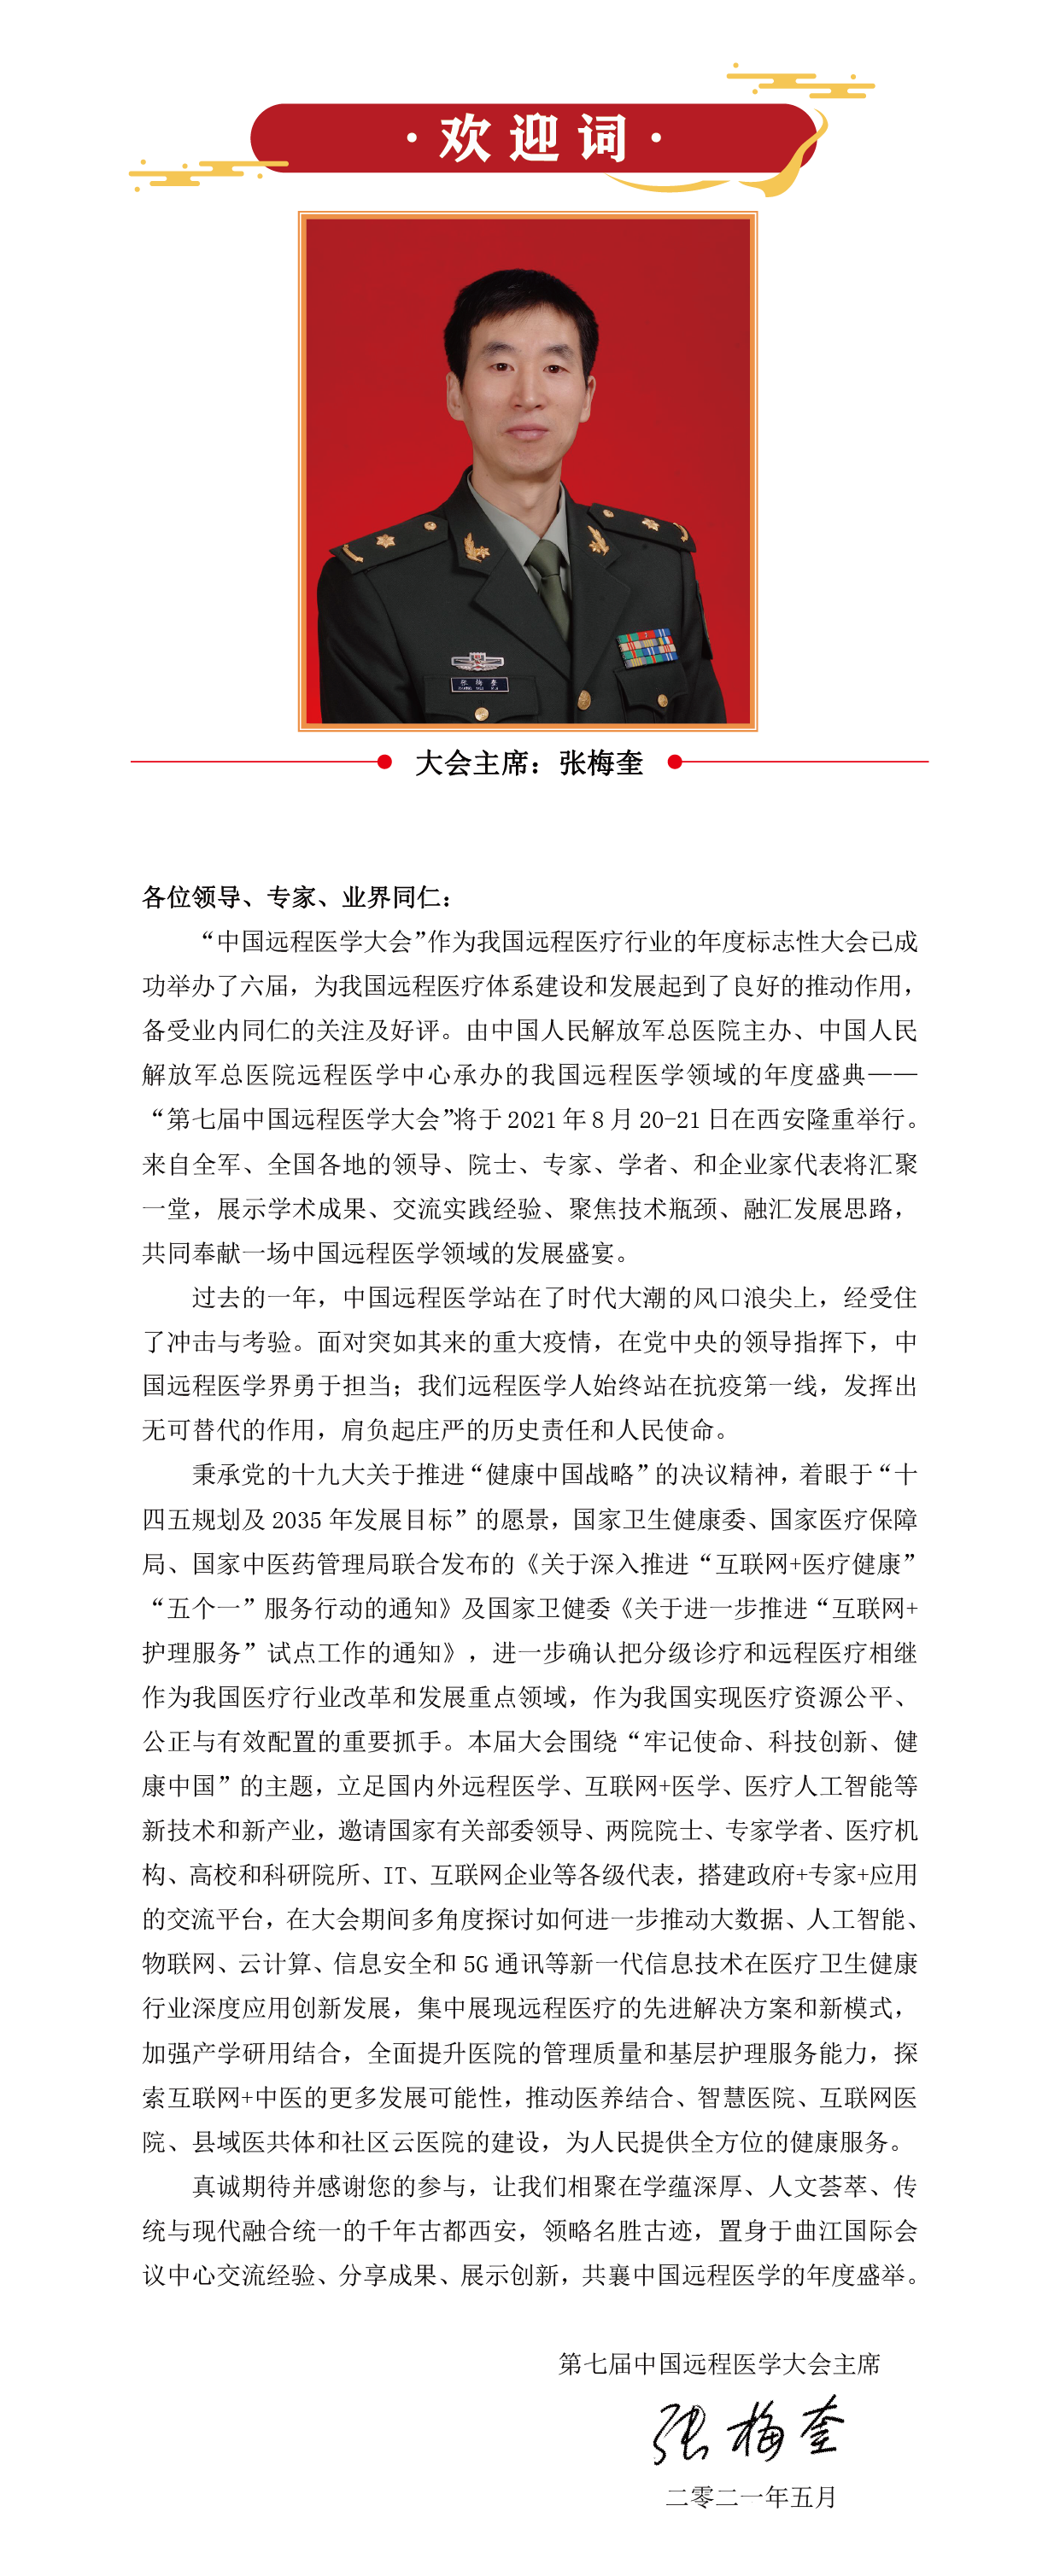 ·欢迎词·
张梅奎
大会主席：张梅奎
各位领导、专家、业界同仁：
“中国远程医学大会”作为我国远程医疗行业的年度标志性大会已成
功举办了六届，为我国远程医疗体系建设和发展起到了良好的推动作用，
备受业内同仁的关注及好评。由中国人民解放军总医院主办、中国人民
解放军总医院远程医学中心承办的我国远程医学领域的年度盛典——
“第七届中国远程医学大会”将于2021年8月20-21日在西安隆重举行。
来自全军、全国各地的领导、院士、专家、学者、和企业家代表将汇聚
一堂，展示学术成果、交流实践经验、聚焦技术瓶颈、融汇发展思路，
共同奉献一场中国远程医学领域的发展盛宴。
过去的一年，中国远程医学站在了时代大潮的风口浪尖上，经受住
了冲击与考验。面对突如其来的重大疫情，在党中央的领导指挥下，中
国远程医学界勇于担当；我们远程医学人始终站在抗疫第一线，发挥出
无可替代的作用，肩负起庄严的历史责任和人民使命。
秉承党的十九大关于推进“健康中国战略”的决议精神，着眼于“十
四五规划及2035年发展目标”的愿景，国家卫生健康委、国家医疗保障
局、国家中医药管理局联合发布的《关于深入推进“互联网+医疗健康”
“五个一”服务行动的通知》及国家卫健委《关于进一步推进“互联网+
护理服务”试点工作的通知》，进一步确认把分级诊疗和远程医疗相继
作为我国医疗行业改革和发展重点领域，作为我国实现医疗资源公平、
公正与有效配置的重要抓手。本届大会围绕“牢记使命、科技创新、健
康中国”的主题，立足国内外远程医学、互联网+医学、医疗人工智能等
新技术和新产业，邀请国家有关部委领导、两院院士、专家学者、医疗机
构、高校和科研院所、IT、互联网企业等各级代表，搭建政府+专家+应用
的交流平台，在大会期间多角度探讨如何进一步推动大数据、人工智能、
物联网、云计算、信息安全和5G通讯等新一代信息技术在医疗卫生健康
行业深度应用创新发展，集中展现远程医疗的先进解决方案和新模式，
加强产学研用结合，全面提升医院的管理质量和基层护理服务能力，探
索互联网+中医的更多发展可能性，推动医养结合、智慧医院、互联网医
院、县域医共体和社区云医院的建设，为人民提供全方位的健康服务。
真诚期待并感谢您的参与，让我们相聚在学蕴深厚、人文荟萃、传
统与现代融合统一的千年古都西安，领略名胜古迹，置身于曲江国际会
议中心交流经验、分享成果、展示创新，共襄中国远程医学的年度盛举。
第七届中国远程医学大会主席
张梅奎
二零二一年五月